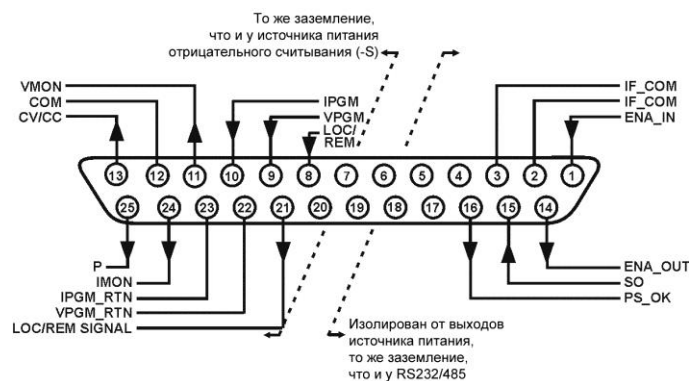 То же заземление,
что и у источника питания
отрицательного считывания (-S)
VMON
COM
CV/CC
IPGM
VPGM
LOC/
REM
IF_COM
IF_COM
ENA_IN
13 12 11 10 9 8 7 6 5 4 3 2 1
25 24 23 22 21 20 19 18 17 16 15 14
P
IMON
IPGM_RTN
VPGM_RTN
LOC/REM SIGNAL
ENA_OUT
SO
PS_OK
Изолирован от выходов
источника питания,
то же заземление,
что и у RS232/485